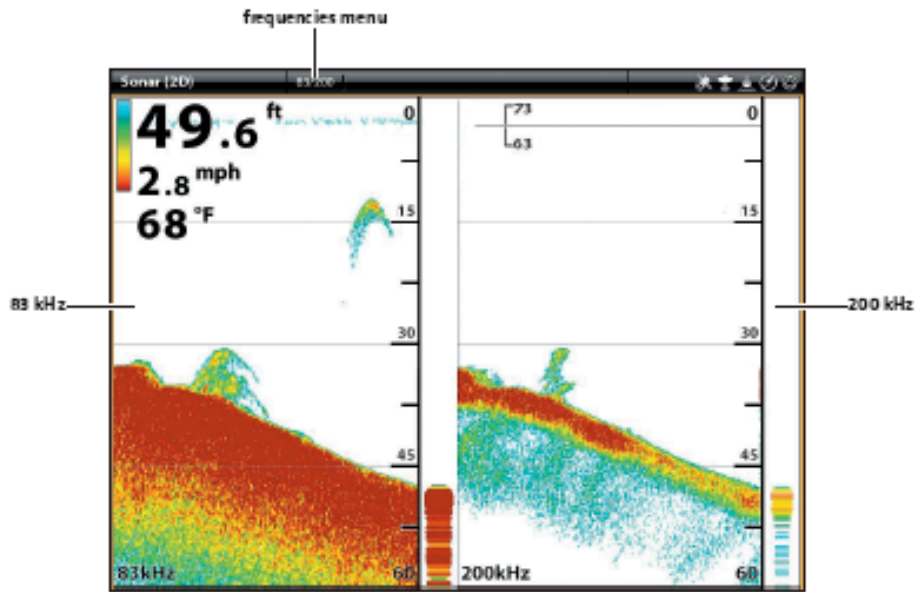 frequencies menu
Sonar (2D)
83/200
49.6 ft
2.8 mph
68 °F
0
15
30
45
60
83kHz
73
63
0
15
30
45
60
200kHz
83 kHz
200 kHz